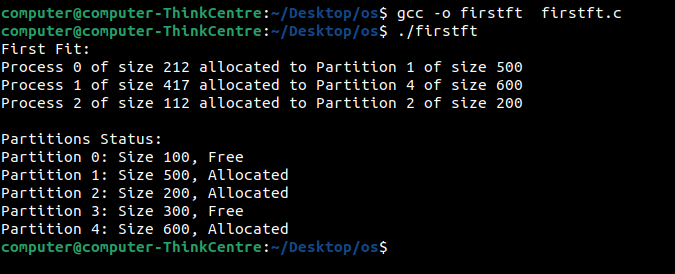 computer@computer-ThinkCentre:~/Desktop/os$ gcc -o firstft  firstft.c
computer@computer-ThinkCentre:~/Desktop/os$ ./firstft
First Fit:
Process 0 of size 212 allocated to Partition 1 of size 500
Process 1 of size 417 allocated to Partition 4 of size 600
Process 2 of size 112 allocated to Partition 2 of size 200

Partitions Status:
Partition 0: Size 100, Free
Partition 1: Size 500, Allocated
Partition 2: Size 200, Allocated
Partition 3: Size 300, Free
Partition 4: Size 600, Allocated
computer@computer-ThinkCentre:~/Desktop/os$